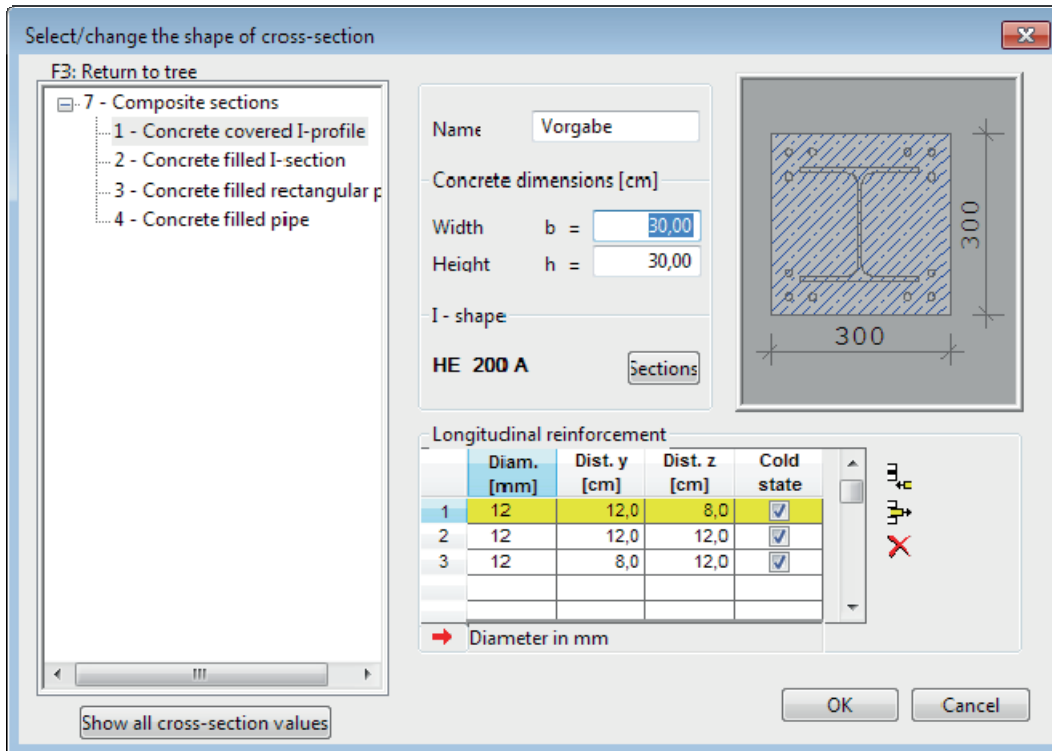 Select/change the shape of cross-section
F3: Return to tree
7 - Composite sections
1 - Concrete covered I-profile
2 - Concrete filled I-section
3 - Concrete filled rectangular p
4 - Concrete filled pipe
Show all cross-section values
Name Vorgabe
Concrete dimensions [cm]
Width b = 30,00
Height h = 30,00
I - shape
HE 200 A Sections
300
300
Longitudinal reinforcement
Diam. Dist. y Dist. z Cold
[mm] [cm] [cm] state
1 12 12,0 8,0
2 12 12,0 12,0
3 12 8,0 12,0
Diameter in mm
OK Cancel